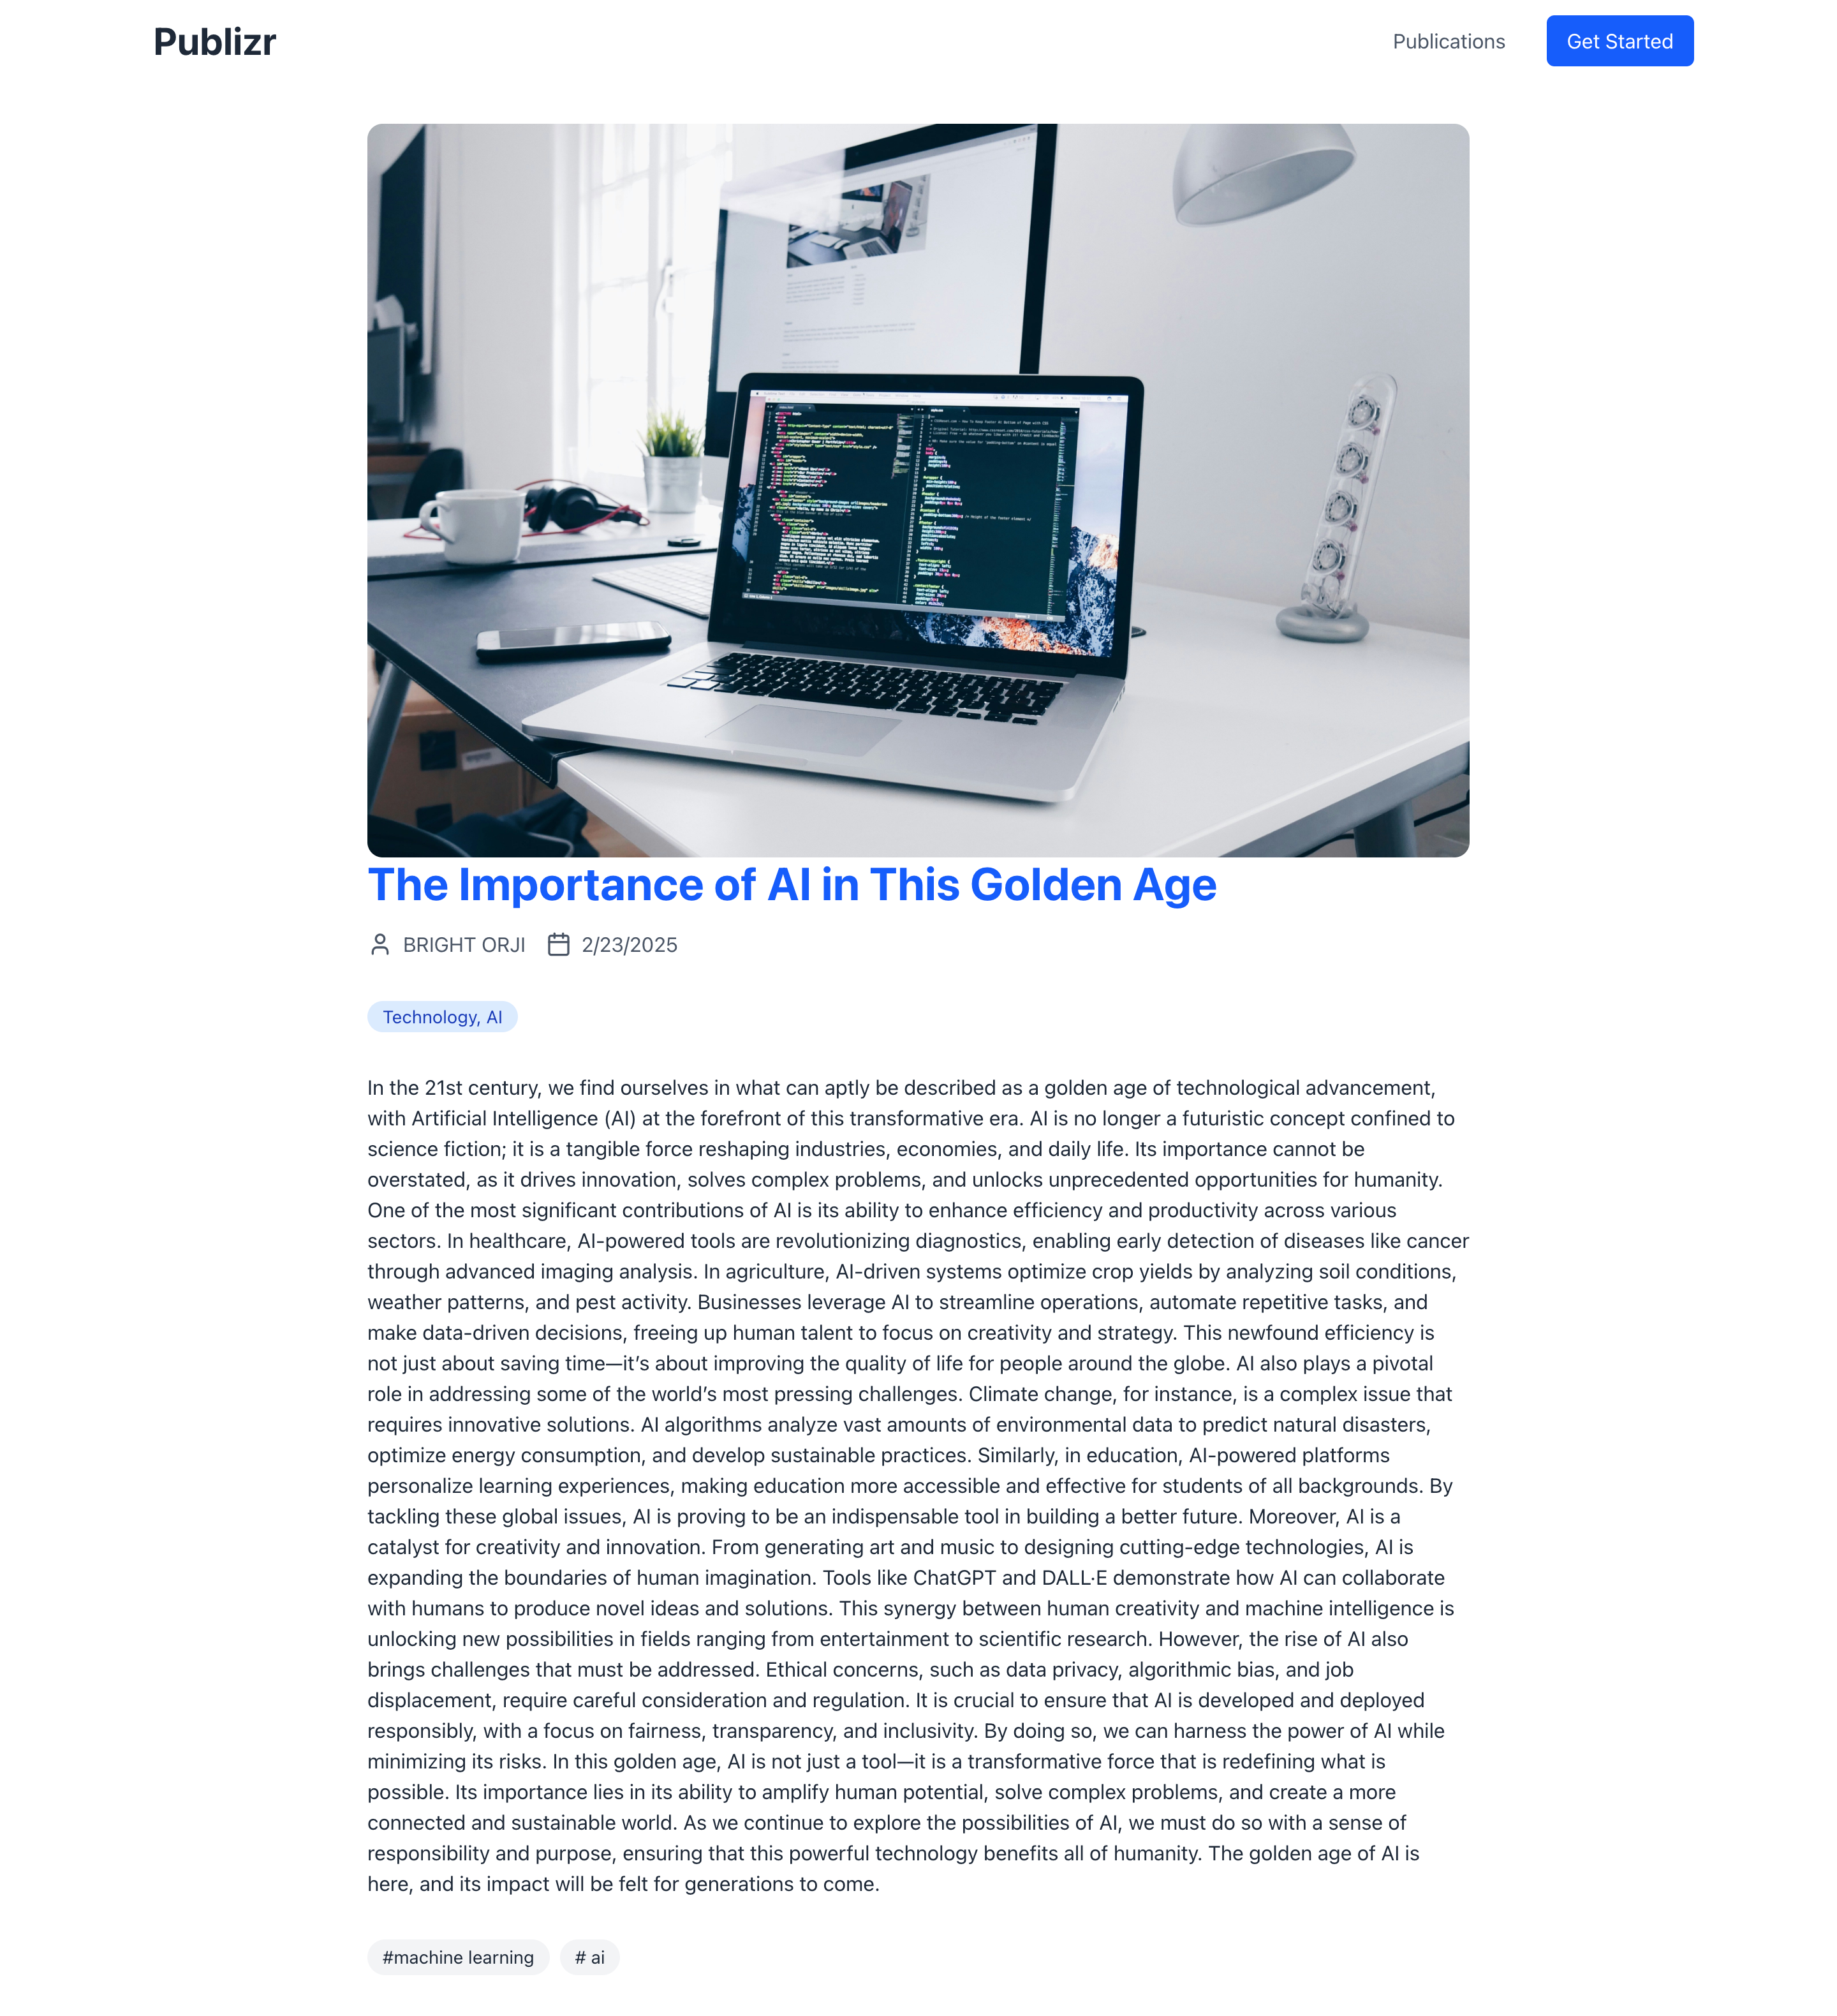 Publizr
Publications
Get Started
The Importance of AI in This Golden Age
BRIGHT ORJI
2/23/2025
Technology, AI
In the 21st century, we find ourselves in what can aptly be described as a golden age of technological advancement,
with Artificial Intelligence (AI) at the forefront of this transformative era. AI is no longer a futuristic concept confined to
science fiction; it is a tangible force reshaping industries, economies, and daily life. Its importance cannot be
overstated, as it drives innovation, solves complex problems, and unlocks unprecedented opportunities for humanity.
One of the most significant contributions of AI is its ability to enhance efficiency and productivity across various
sectors. In healthcare, AI-powered tools are revolutionizing diagnostics, enabling early detection of diseases like cancer
through advanced imaging analysis. In agriculture, AI-driven systems optimize crop yields by analyzing soil conditions,
weather patterns, and pest activity. Businesses leverage AI to streamline operations, automate repetitive tasks, and
make data-driven decisions, freeing up human talent to focus on creativity and strategy. This newfound efficiency is
not just about saving time—it’s about improving the quality of life for people around the globe. AI also plays a pivotal
role in addressing some of the world’s most pressing challenges. Climate change, for instance, is a complex issue that
requires innovative solutions. AI algorithms analyze vast amounts of environmental data to predict natural disasters,
optimize energy consumption, and develop sustainable practices. Similarly, in education, AI-powered platforms
personalize learning experiences, making education more accessible and effective for students of all backgrounds. By
tackling these global issues, AI is proving to be an indispensable tool in building a better future. Moreover, AI is a
catalyst for creativity and innovation. From generating art and music to designing cutting-edge technologies, AI is
expanding the boundaries of human imagination. Tools like ChatGPT and DALL·E demonstrate how AI can collaborate
with humans to produce novel ideas and solutions. This synergy between human creativity and machine intelligence is
unlocking new possibilities in fields ranging from entertainment to scientific research. However, the rise of AI also
brings challenges that must be addressed. Ethical concerns, such as data privacy, algorithmic bias, and job
displacement, require careful consideration and regulation. It is crucial to ensure that AI is developed and deployed
responsibly, with a focus on fairness, transparency, and inclusivity. By doing so, we can harness the power of AI while
minimizing its risks. In this golden age, AI is not just a tool—it is a transformative force that is redefining what is
possible. Its importance lies in its ability to amplify human potential, solve complex problems, and create a more
connected and sustainable world. As we continue to explore the possibilities of AI, we must do so with a sense of
responsibility and purpose, ensuring that this powerful technology benefits all of humanity. The golden age of AI is
here, and its impact will be felt for generations to come.
#machine learning
# ai